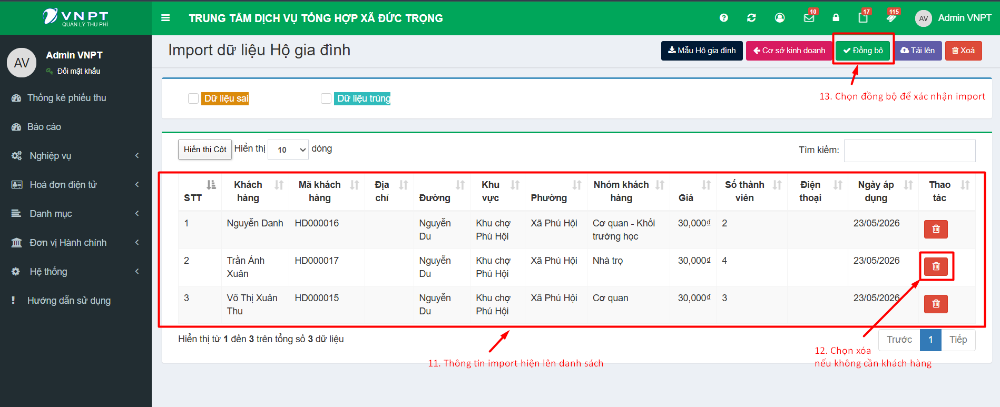 VNPT
QUẢN LÝ THU PHÍ
TRUNG TÂM DỊCH VỤ TỔNG HỢP XÃ ĐỨC TRỌNG
10
17
115
AV
Admin VNPT
AV
Admin VNPT
Đổi mật khẩu
Thống kê phiếu thu
Báo cáo
Nghiệp vụ
Hoá đơn điện tử
Danh mục
Đơn vị Hành chính
Hệ thống
Hướng dẫn sử dụng
Import dữ liệu Hộ gia đình
Mẫu Hộ gia đình
Cơ sở kinh doanh
Đồng bộ
Tải lên
Xoá
13. Chọn đồng bộ để xác nhận import
Dữ liệu sai
Dữ liệu trùng
Hiển thị Cột
Hiển thị 10 dòng
Tìm kiếm:
STT Khách hàng Mã khách hàng Địa chỉ Đường Khu vực Phường Nhóm khách hàng Giá Số thành viên Điện thoại Ngày áp dụng Thao tác
1 Nguyễn Danh HD000016 Nguyễn Du Khu chợ Phú Hội Xã Phú Hội Cơ quan - Khối trường học 30,000₫ 2 23/05/2026
2 Trần Ánh Xuân HD000017 Nguyễn Du Khu chợ Phú Hội Xã Phú Hội Nhà trọ 30,000₫ 4 23/05/2026
3 Võ Thị Xuân Thu HD000015 Nguyễn Du Khu chợ Phú Hội Xã Phú Hội Cơ quan 30,000₫ 3 23/05/2026
Hiển thị từ 1 đến 3 trên tổng số 3 dữ liệu
Trước 1 Tiếp
11. Thông tin import hiện lên danh sách
12. Chọn xóa
nếu không cần khách hàng